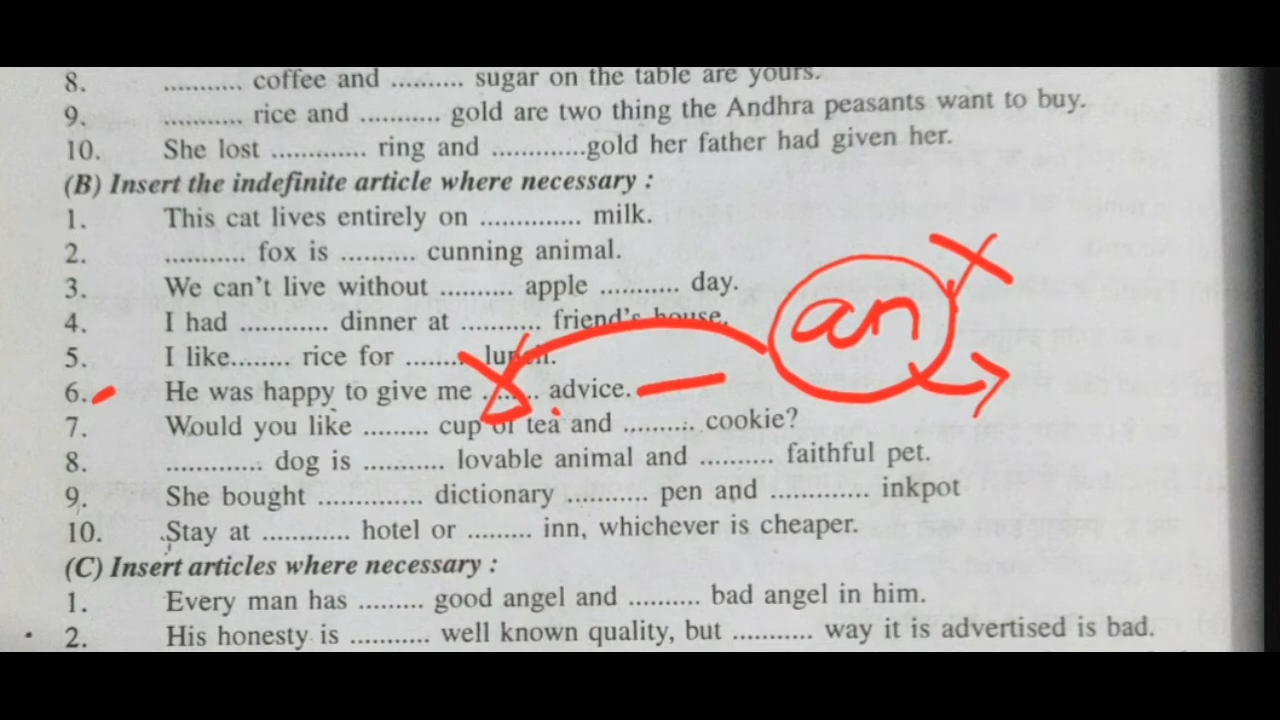 8. ........... coffee and .......... sugar on the table are yours.
9. ........... rice and ........... gold are two thing the Andhra peasants want to buy.
10. She lost ............. ring and .............gold her father had given her.
(B) Insert the indefinite article where necessary :
1. This cat lives entirely on .............. milk.
2. ........... fox is .......... cunning animal.
3. We can't live without .......... apple ........... day.
an
4. I had ............ dinner at ........... friend's house.
5. I like......... rice for ......... lunch.
6. He was happy to give me ........ advice.
7. Would you like ......... cup of tea and .......... cookie?
8. ............. dog is ........... lovable animal and .......... faithful pet.
9. She bought ............... dictionary ........... pen and .............. inkpot
10. Stay at ............ hotel or ......... inn, whichever is cheaper.
(C) Insert articles where necessary :
1. Every man has ......... good angel and .......... bad angel in him.
2. His honesty is ........... well known quality, but ........... way it is advertised is bad.